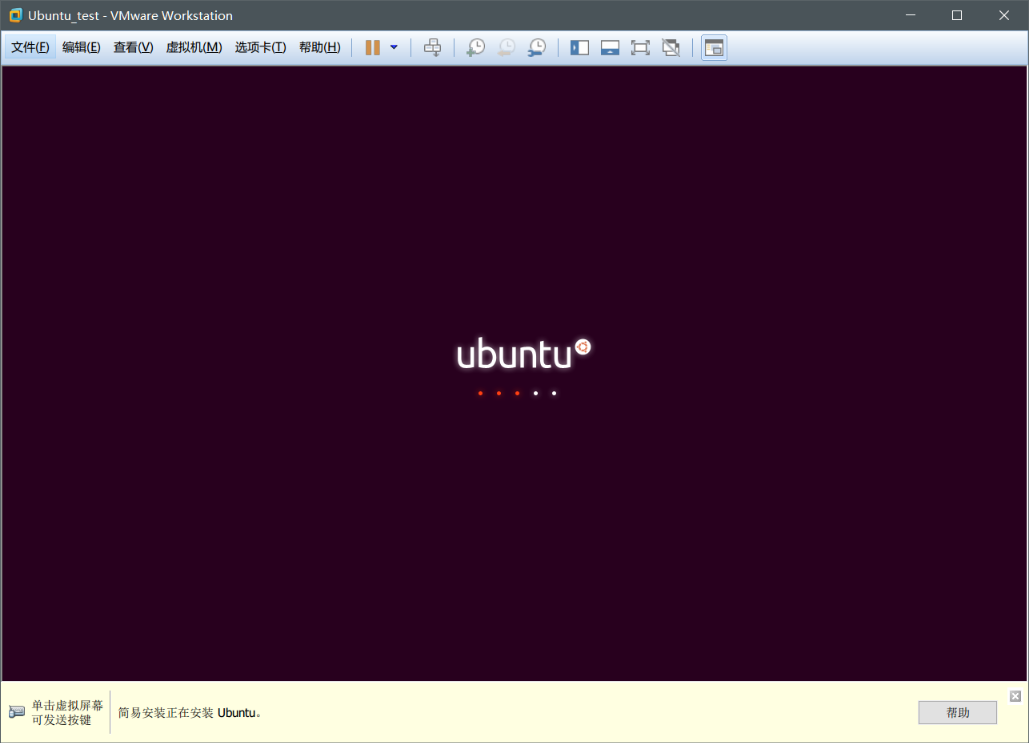 Ubuntu_test - VMware Workstation
文件(F) 编辑(E) 查看(V) 虚拟机(M) 选项卡(T) 帮助(H)
ubuntu
单击虚拟屏幕
可发送按键
简易安装正在安装 Ubuntu。
帮助